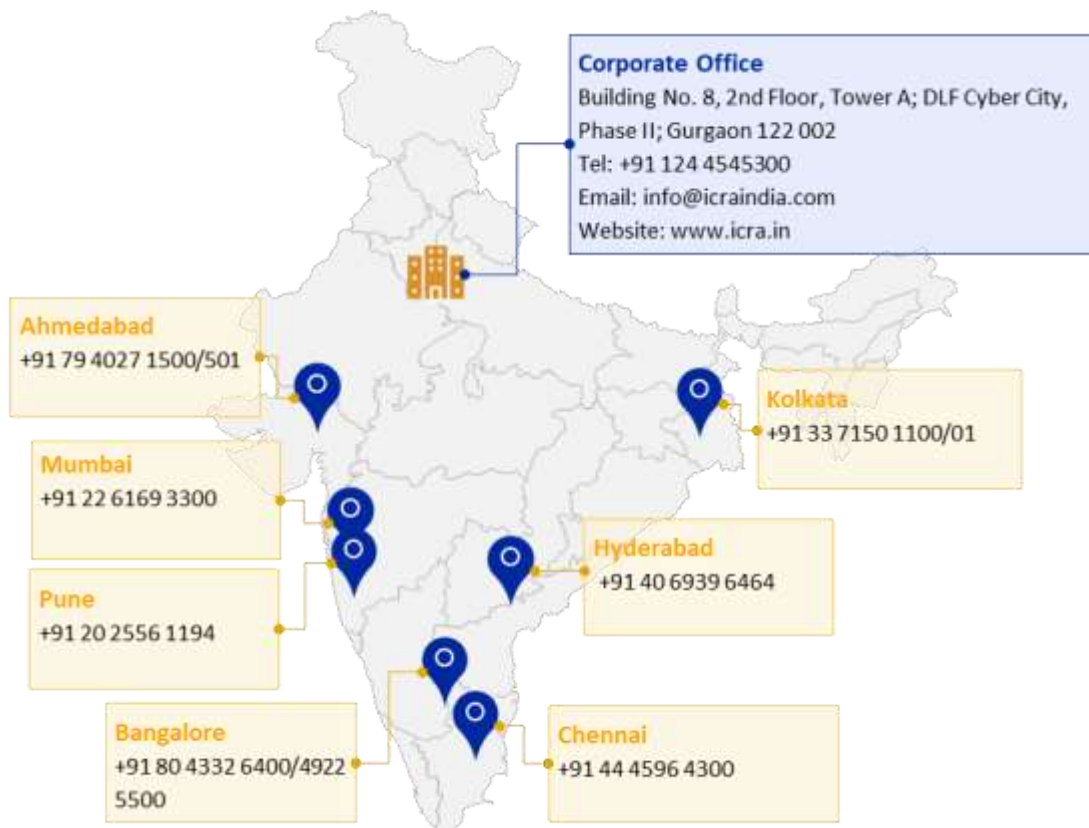 Corporate Office
Building No. 8, 2nd Floor, Tower A; DLF Cyber City,
Phase II; Gurgaon 122 002
Tel: +91 124 4545300
Email: info@icraindia.com
Website: www.icra.in
Ahmedabad
+91 79 4027 1500/501
Kolkata
+91 33 7150 1100/01
Mumbai
+91 22 6169 3300
Hyderabad
+91 40 6939 6464
Pune
+91 20 2556 1194
Bangalore
+91 80 4332 6400/4922
5500
Chennai
+91 44 4596 4300